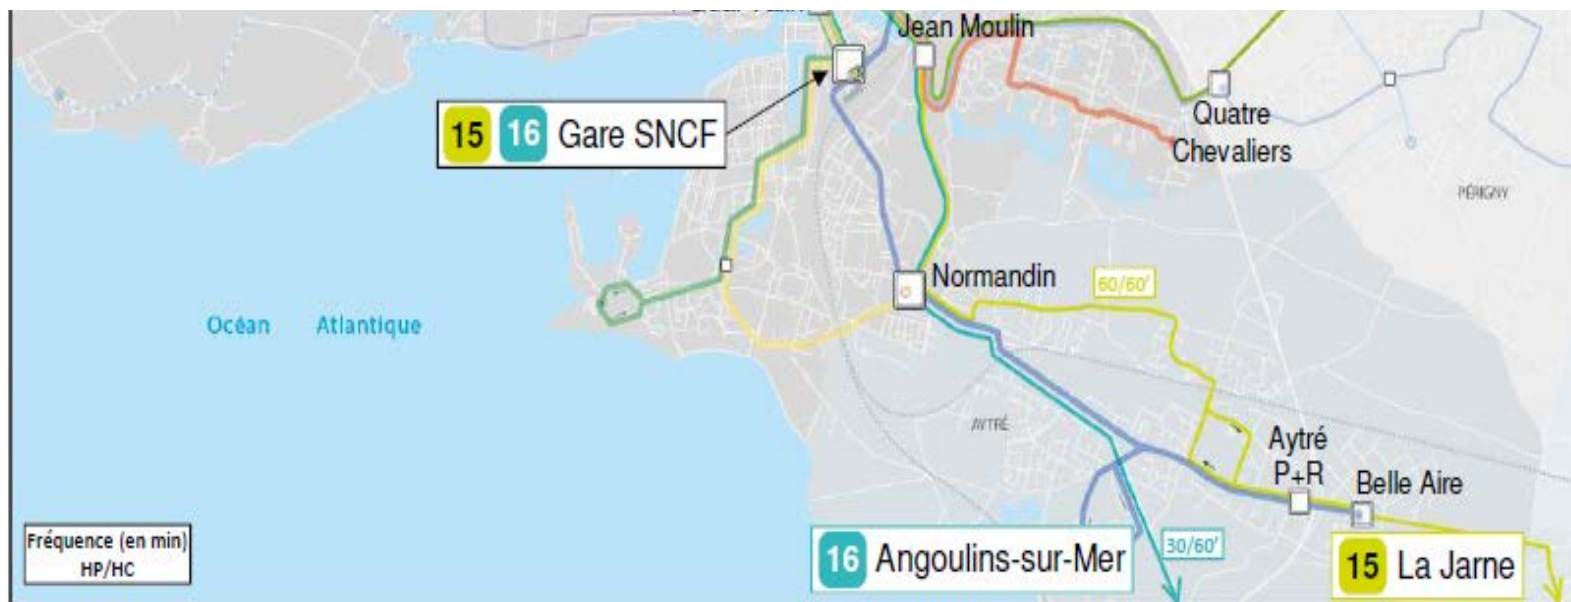 Jean Moulin
15 16 Gare SNCF
Quatre
Chevaliers
PÉRIGNY
Normandin
60/60'
Océan Atlantique
AYTRÉ
Aytré
P+R
Belle Aire
Fréquence (en min)
HP/HC
16 Angoulins-sur-Mer
30/60'
15 La Jarne